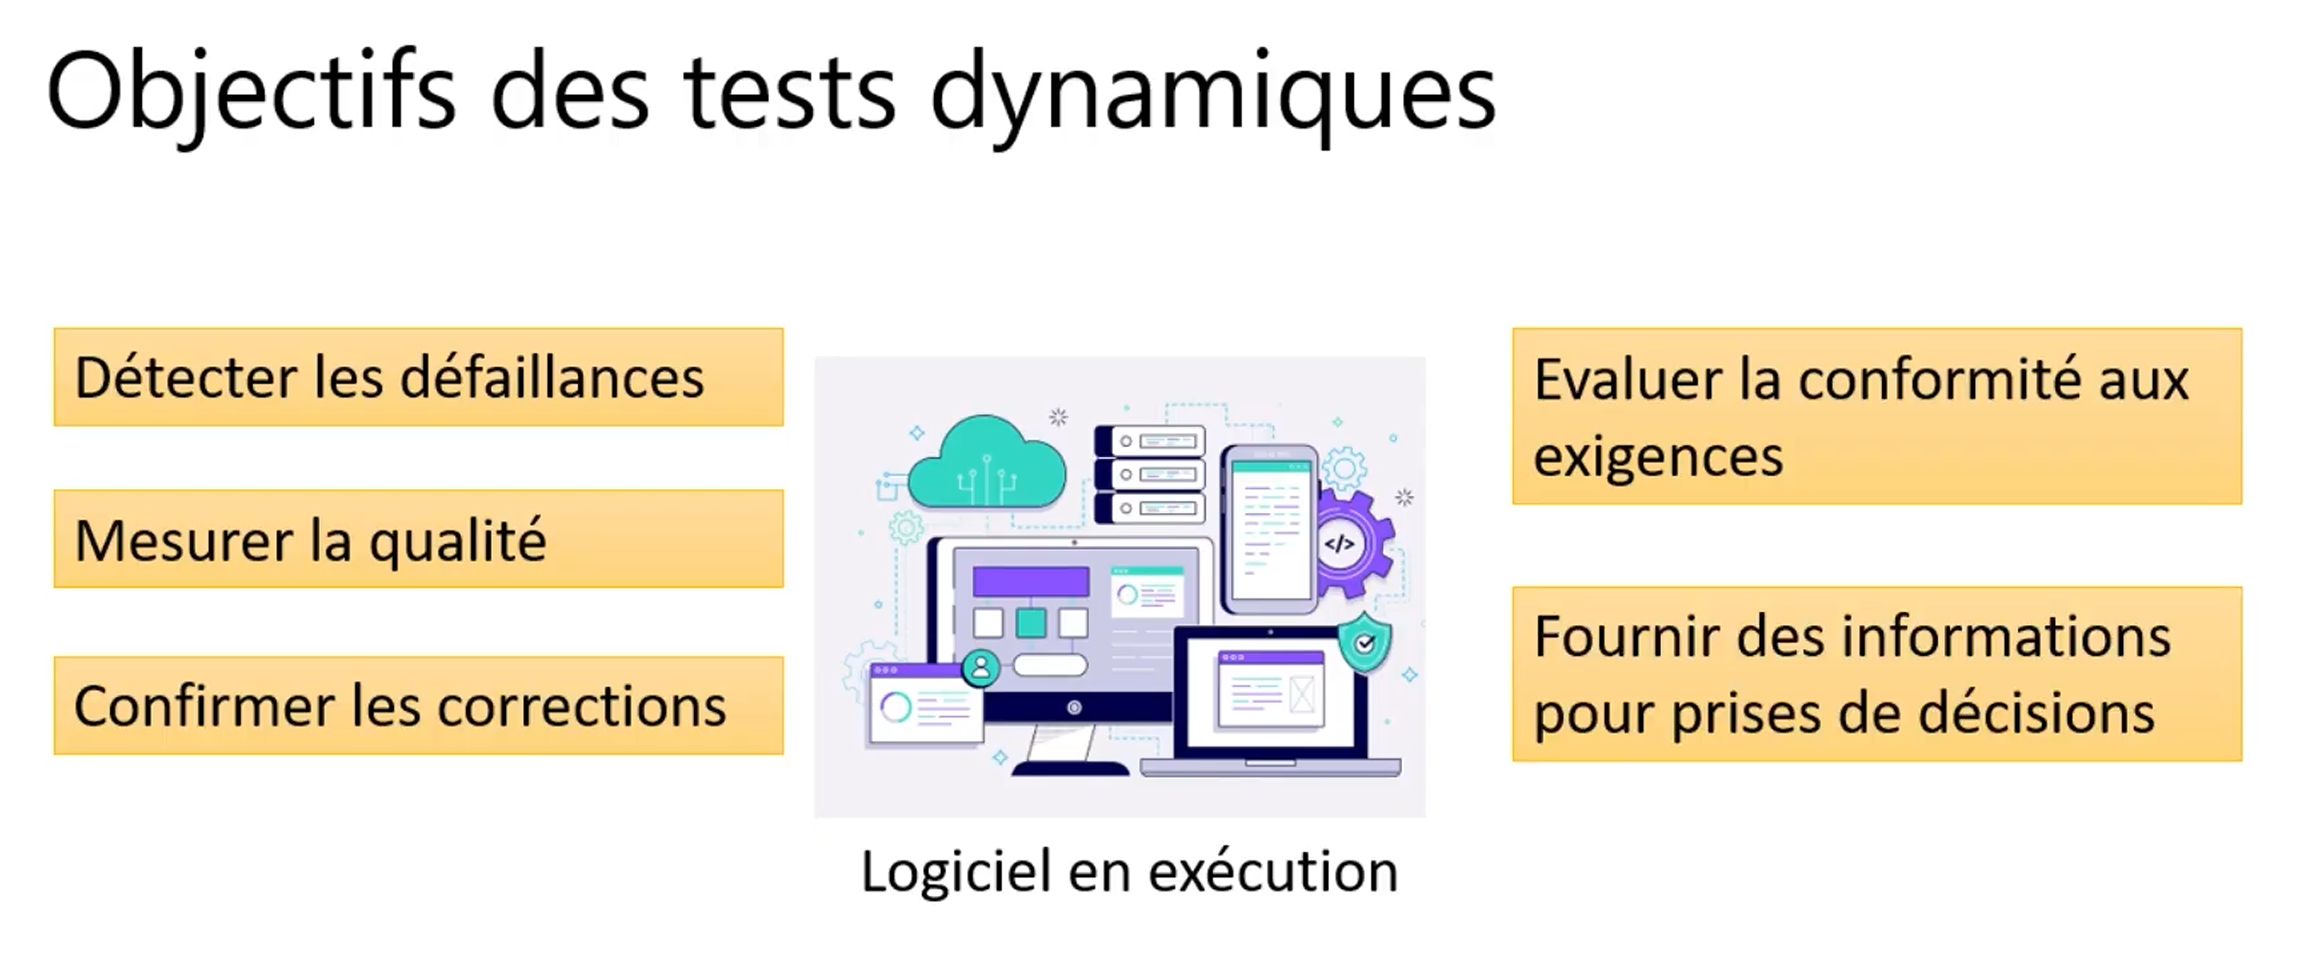 Objectifs des tests dynamiques
Détecter les défaillances
Mesurer la qualité
Confirmer les corrections
Evaluer la conformité aux
exigences
Fournir des informations
pour prises de décisions
</>
Logiciel en exécution